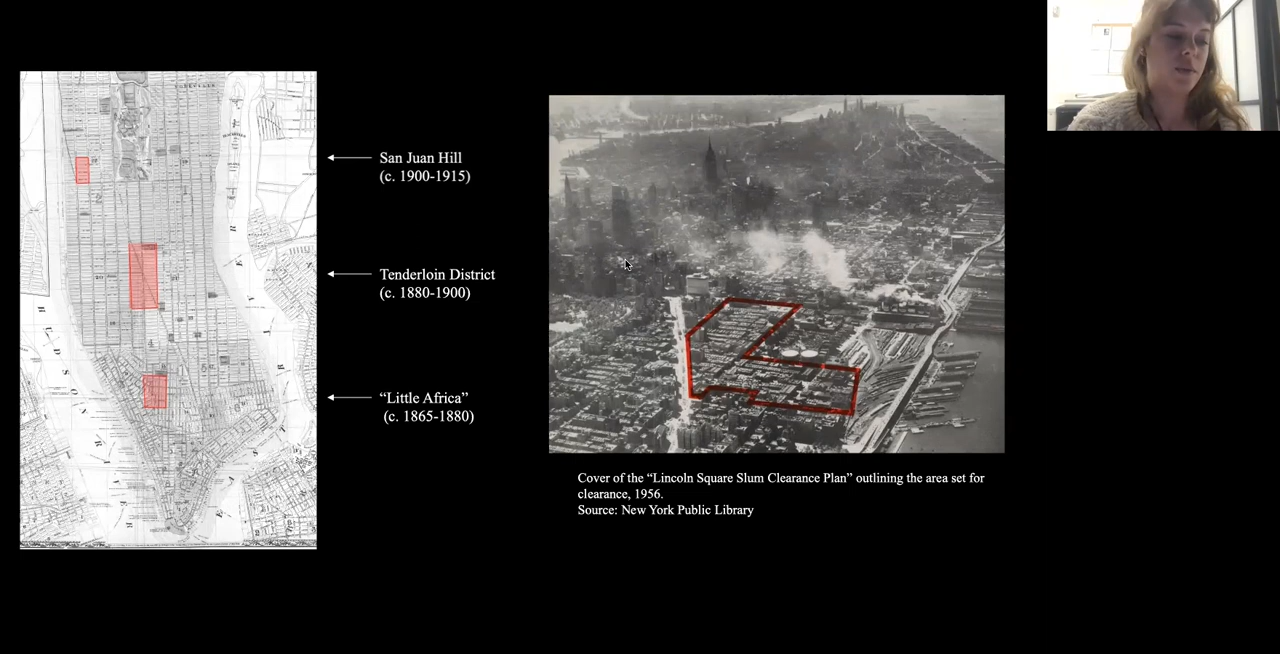 San Juan Hill
(c. 1900-1915)
Tenderloin District
(c. 1880-1900)
“Little Africa”
(c. 1865-1880)
Cover of the “Lincoln Square Slum Clearance Plan” outlining the area set for
clearance, 1956.
Source: New York Public Library